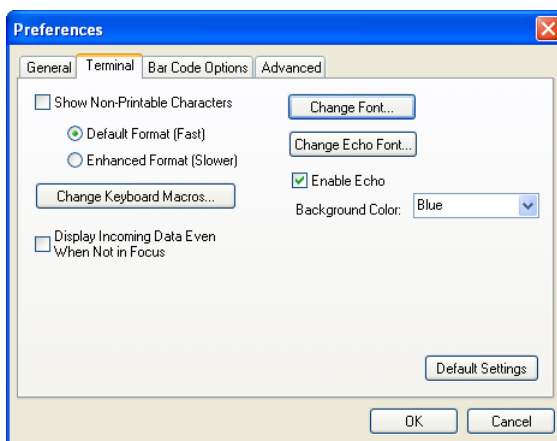 Preferences
General Terminal Bar Code Options Advanced
Show Non-Printable Characters
Default Format (Fast)
Enhanced Format (Slower)
Change Keyboard Macros...
Display Incoming Data Even
When Not in Focus
Change Font...
Change Echo Font...
Enable Echo
Background Color: Blue
Default Settings
OK Cancel